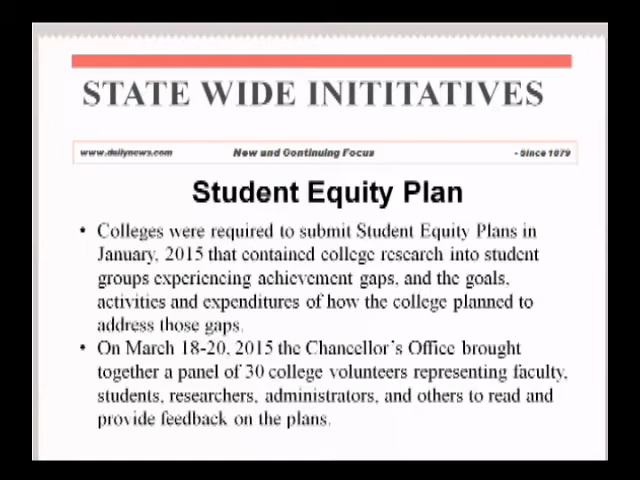 STATE WIDE INITITATIVES
www.dailynews.com New and Continuing Focus - Since 1879
Student Equity Plan
• Colleges were required to submit Student Equity Plans in
January, 2015 that contained college research into student
groups experiencing achievement gaps, and the goals,
activities and expenditures of how the college planned to
address those gaps.
• On March 18-20, 2015 the Chancellor's Office brought
together a panel of 30 college volunteers representing faculty,
students, researchers, administrators, and others to read and
provide feedback on the plans.